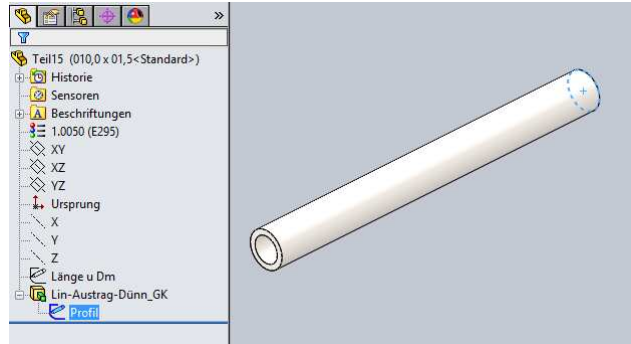 »
Teil15 (010,0 x 01,5<Standard>)
Historie
Sensoren
A Beschriftungen
1.0050 (E295)
XY
XZ
YZ
Ursprung
X
Y
Z
Länge u Dm
Lin-Austrag-Dünn_GK
Profil